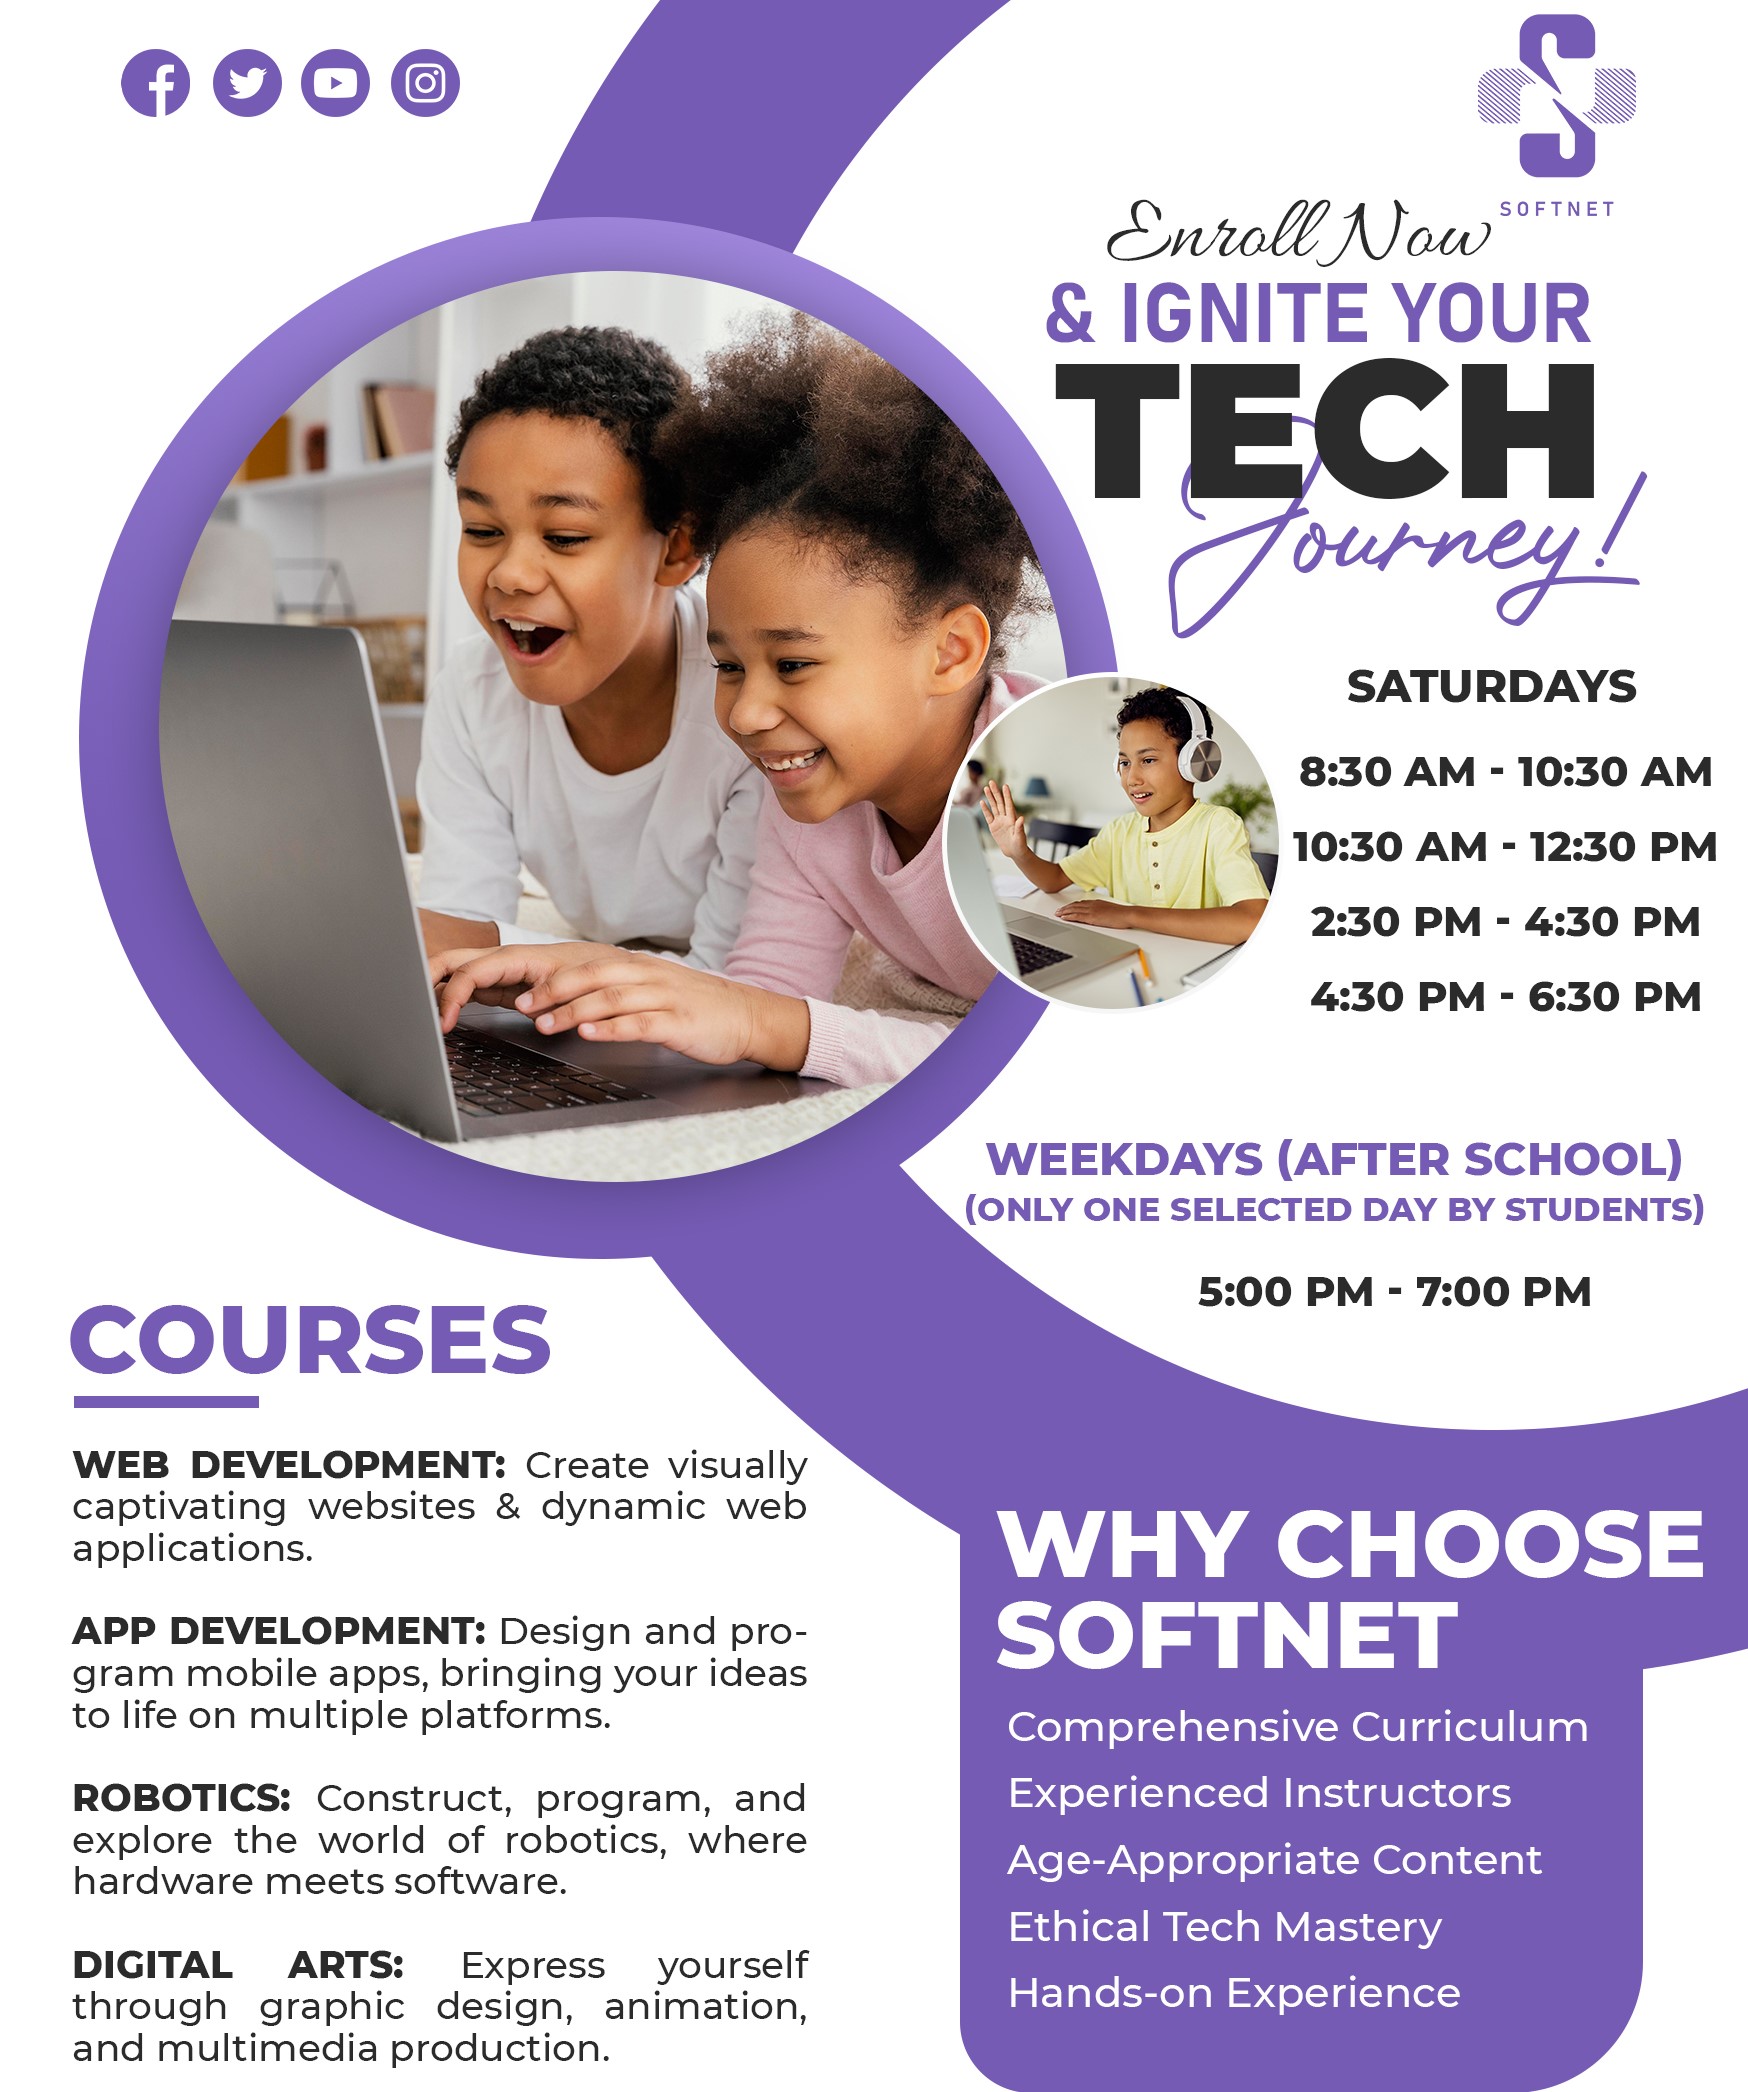 SOFTNET
Enroll Now
& IGNITE YOUR
TECH
Journey!
SATURDAYS
8:30 AM - 10:30 AM
10:30 AM - 12:30 PM
2:30 PM - 4:30 PM
4:30 PM - 6:30 PM
WEEKDAYS (AFTER SCHOOL)
(ONLY ONE SELECTED DAY BY STUDENTS)
5:00 PM - 7:00 PM
COURSES
WEB DEVELOPMENT: Create visually
captivating websites & dynamic web
applications.
APP DEVELOPMENT: Design and pro-
gram mobile apps, bringing your ideas
to life on multiple platforms.
ROBOTICS: Construct, program, and
explore the world of robotics, where
hardware meets software.
DIGITAL ARTS: Express yourself
through graphic design, animation,
and multimedia production.
WHY CHOOSE
SOFTNET
Comprehensive Curriculum
Experienced Instructors
Age-Appropriate Content
Ethical Tech Mastery
Hands-on Experience